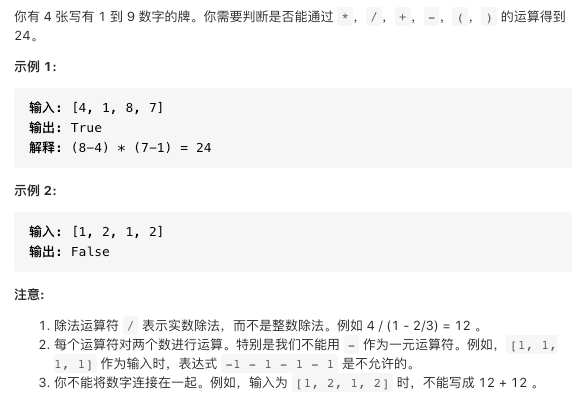 你有 4 张写有 1 到 9 数字的牌。你需要判断是否能通过 *，/，+，-，(，) 的运算得到
24。
示例 1:
输入: [4, 1, 8, 7]
输出: True
解释: (8-4) * (7-1) = 24
示例 2:
输入: [1, 2, 1, 2]
输出: False
注意:
1. 除法运算符 / 表示实数除法，而不是整数除法。例如 4 / (1 - 2/3) = 12 。
2. 每个运算符对两个数进行运算。特别是我们不能用 - 作为一元运算符。例如，[1, 1,
1, 1] 作为输入时，表达式 -1 - 1 - 1 - 1 是不允许的。
3. 你不能将数字连接在一起。例如，输入为 [1, 2, 1, 2] 时，不能写成 12 + 12 。